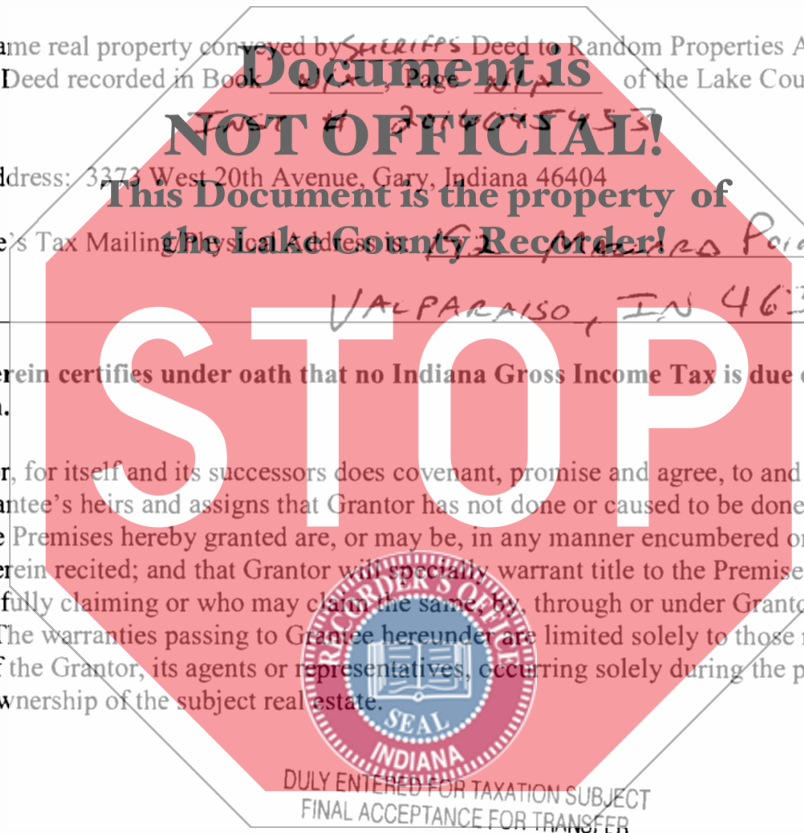 ame real property conveyed by SHERIFFS Deed to Random Properties A
Deed recorded in Book N/A, Page N/A of the Lake Cou
Document is
INST # 2014045453
NOT OFFICIAL!
ddress: 3373 West 20th Avenue, Gary, Indiana 46404
This Document is the property of
e's Tax Mailing/Physical Address is: 192
the Lake County Recorder!
VALPARAISO, IN 463
STOP
erein certifies under oath that no Indiana Gross Income Tax is due
r, for itself and its successors does covenant, promise and agree, to and
antee's heirs and assigns that Grantor has not done or caused to be done
e Premises hereby granted are, or may be, in any manner encumbered or
erein recited; and that Grantor will specially warrant title to the Premise
fully claiming or who may claim the same, by, through or under Granto
The warranties passing to Grantee hereunder are limited solely to those
f the Grantor, its agents or representatives, occurring solely during the p
wnership of the subject real estate.
RECORDER'S OFFICE
SEAL
INDIANA
DULY ENTERED FOR TAXATION SUBJECT
FINAL ACCEPTANCE FOR TRANSFER